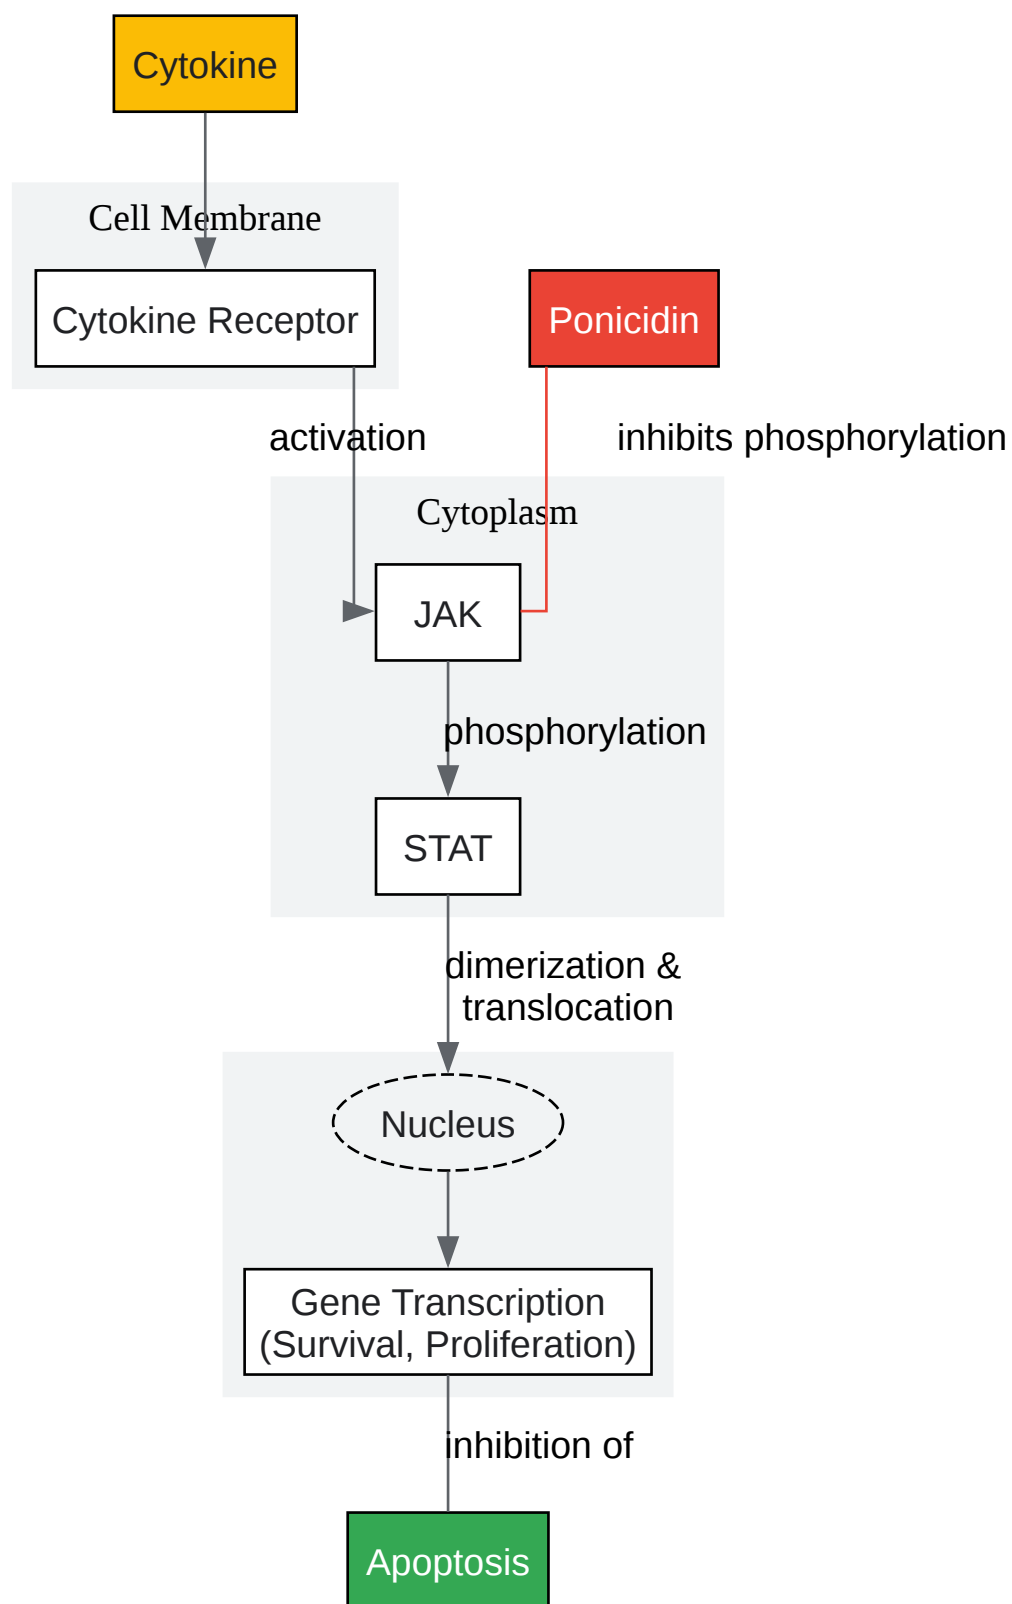 Cytokine
Cell Membrane
Cytokine Receptor
Ponicidin
activation
inhibits phosphorylation
Cytoplasm
JAK
phosphorylation
STAT
dimerization &
translocation
Nucleus
Gene Transcription
(Survival, Proliferation)
inhibition of
Apoptosis